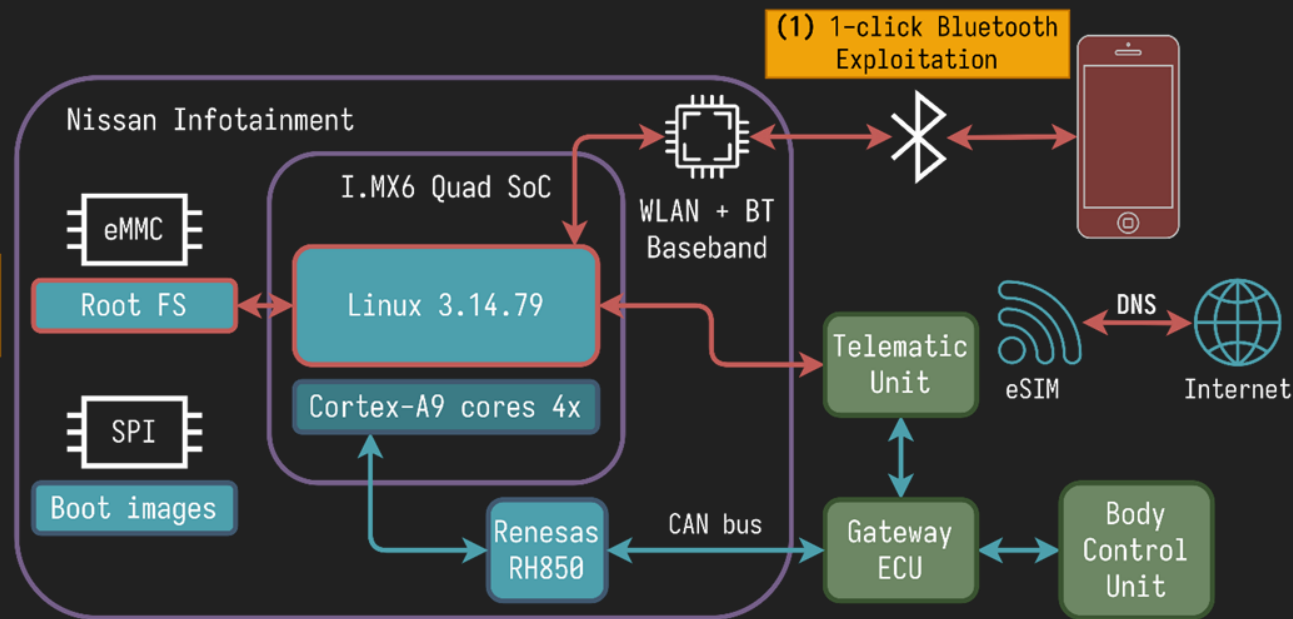 (1) 1-click Bluetooth
Exploitation
Nissan Infotainment
I.MX6 Quad SoC
eMMC
WLAN + BT
Baseband
Root FS
Linux 3.14.79
DNS
Telematic
Unit
eSIM
Internet
Cortex-A9 cores 4x
SPI
Boot images
Renesas
RH850
CAN bus
Gateway
ECU
Body
Control
Unit